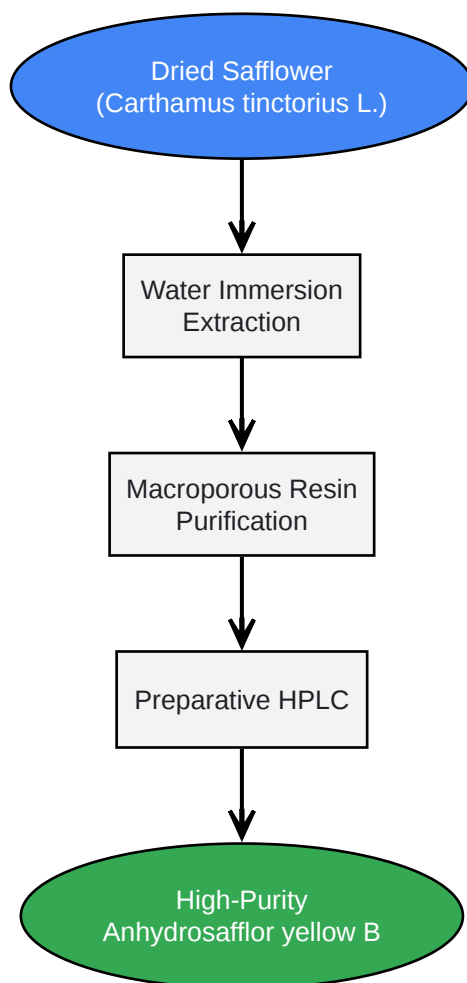 Dried Safflower
(Carthamus tinctorius L.)
Water Immersion
Extraction
Macroporous Resin
Purification
Preparative HPLC
High-Purity
Anhydrosafflor yellow B